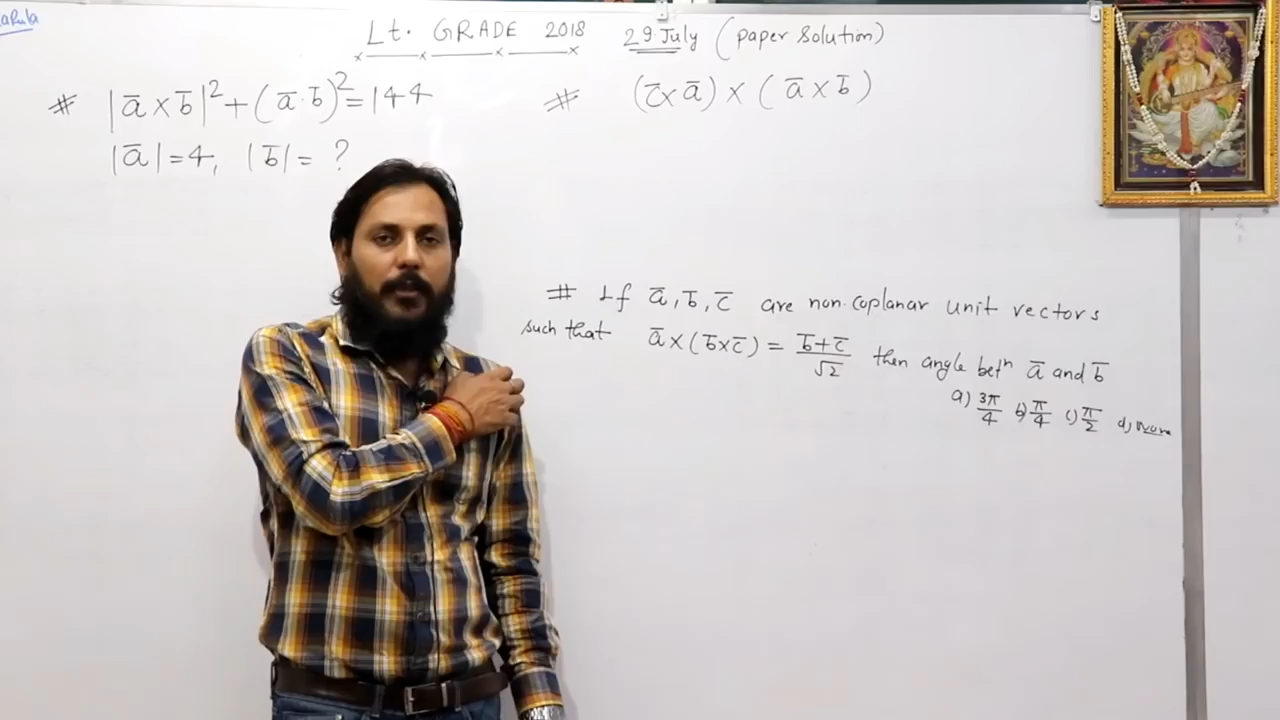 Lt. GRADE 2018 29 July (paper solution)
# |a̅ × b̅|² + (a̅·b̅)² = 144
|a̅| = 4, |b̅| = ?
# (c̅ × a̅) × (a̅ × b̅)
# If a̅, b̅, c̅ are non-coplanar unit vectors
such that a̅ × (b̅ × c̅) = (b̅ + c̅)/√2 then angle betⁿ a̅ and b̅
a) 3π/4 b) π/4 c) π/2 d) None